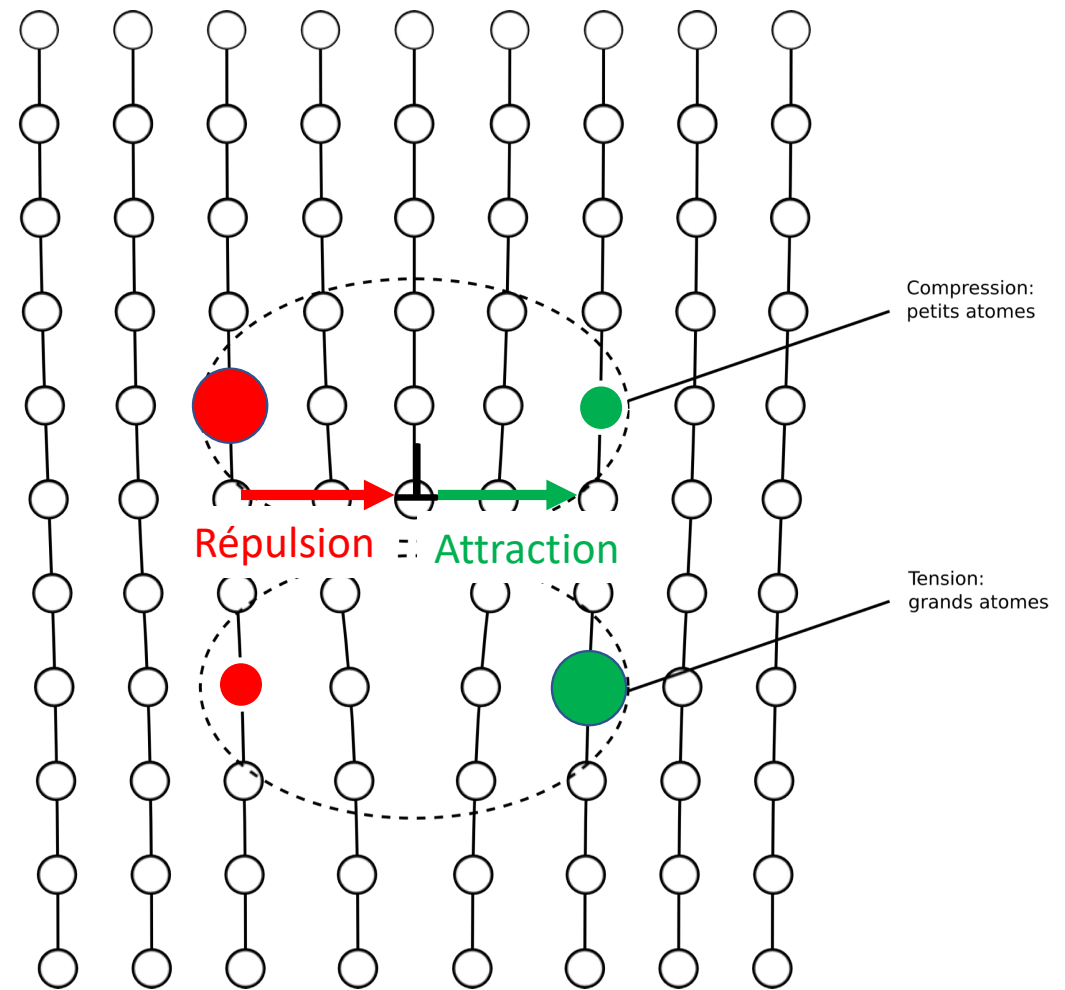 Compression:
petits atomes
Répulsion
Attraction
Tension:
grands atomes